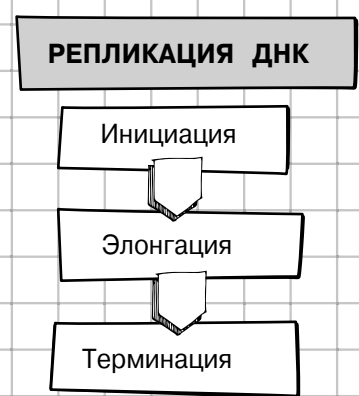 РЕПЛИКАЦИЯ ДНК
Инициация
Элонгация
Терминация